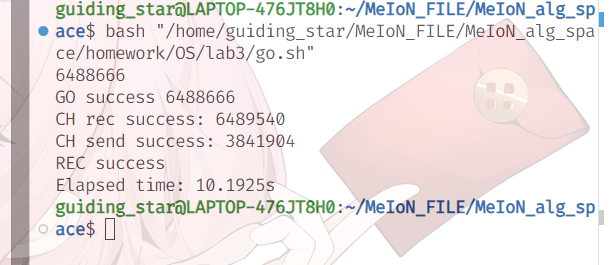 guiding_star@LAPTOP-476JT8H0:~/MeIoN_FILE/MeIoN_alg_sp
ace$ bash "/home/guiding_star/MeIoN_FILE/MeIoN_alg_spa
ce/homework/OS/lab3/go.sh"
6488666
GO success 6488666
CH rec success: 6489540
CH send success: 3841904
REC success
Elapsed time: 10.1925s
guiding_star@LAPTOP-476JT8H0:~/MeIoN_FILE/MeIoN_alg_sp
ace$